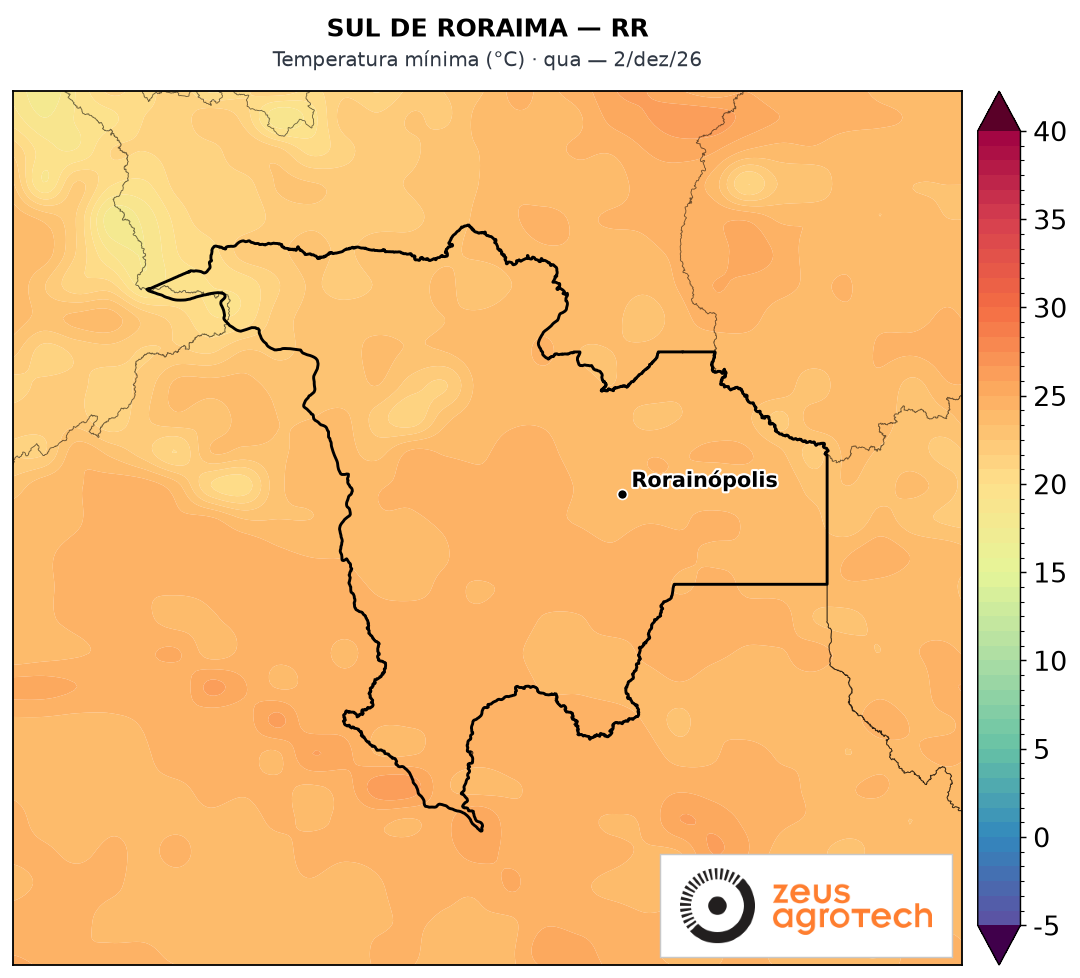 SUL DE RORAIMA — RR
Temperatura mínima (°C) · qua — 2/dez/26
40
35
30
25
20
15
10
5
0
-5
Rorainópolis
zeus
agrotech